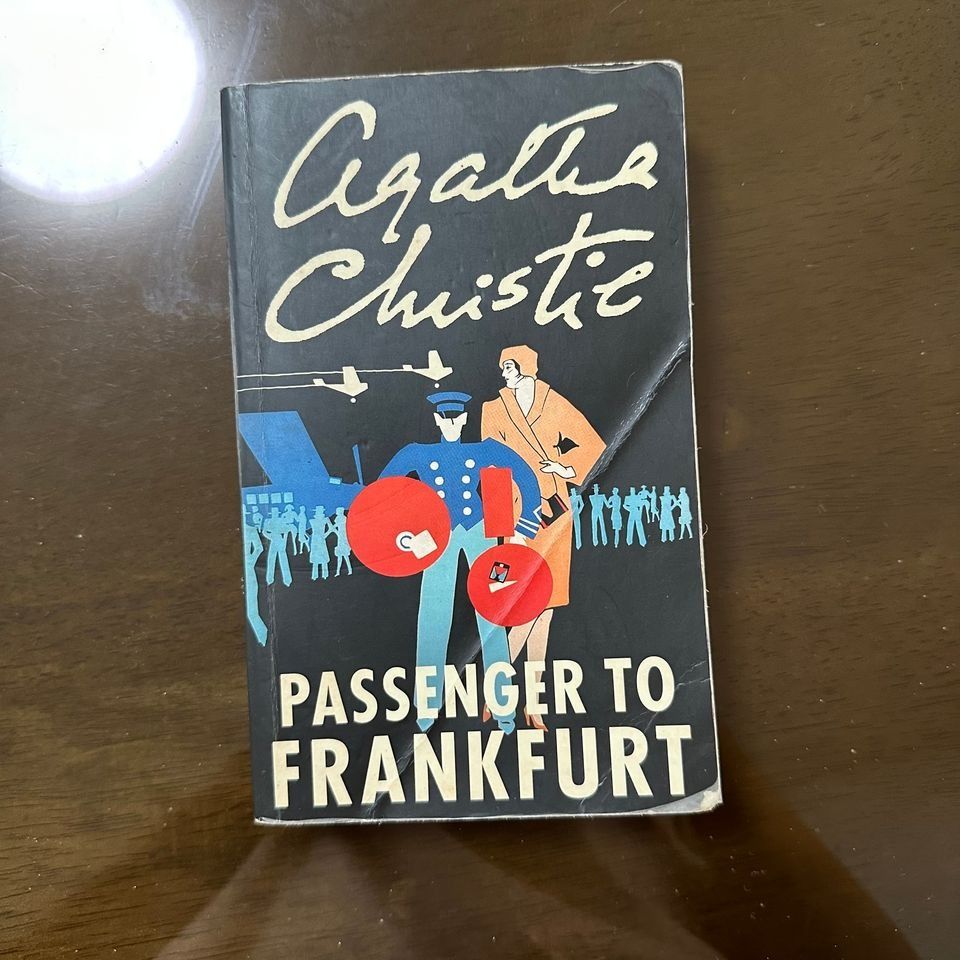 Agatha
Christie
PASSENGER TO
FRANKFURT